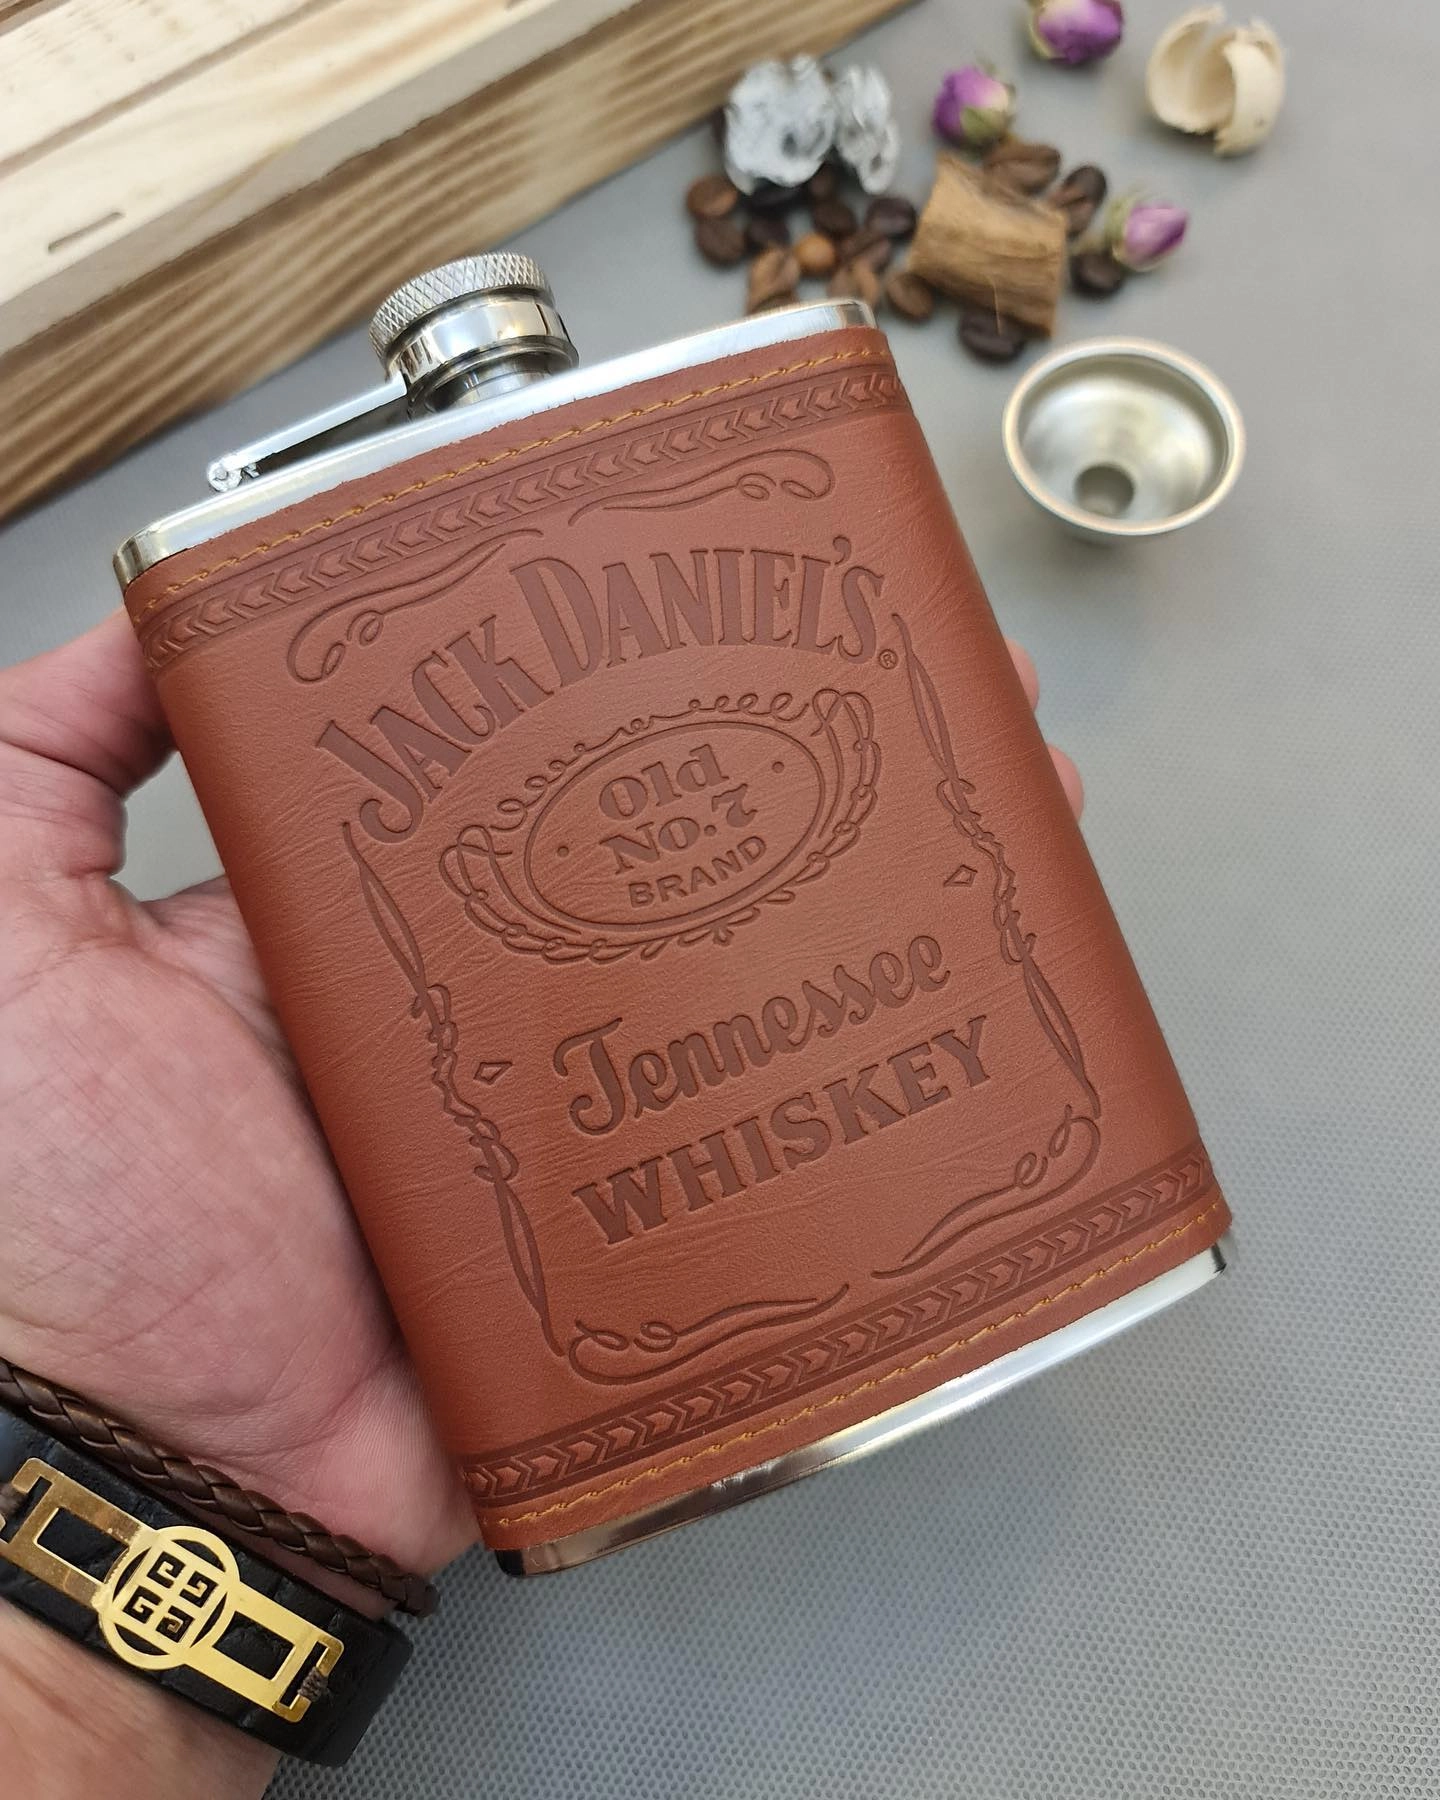 JACK DANIEL'S®
Old
No. 7
BRAND
Tennessee
WHISKEY